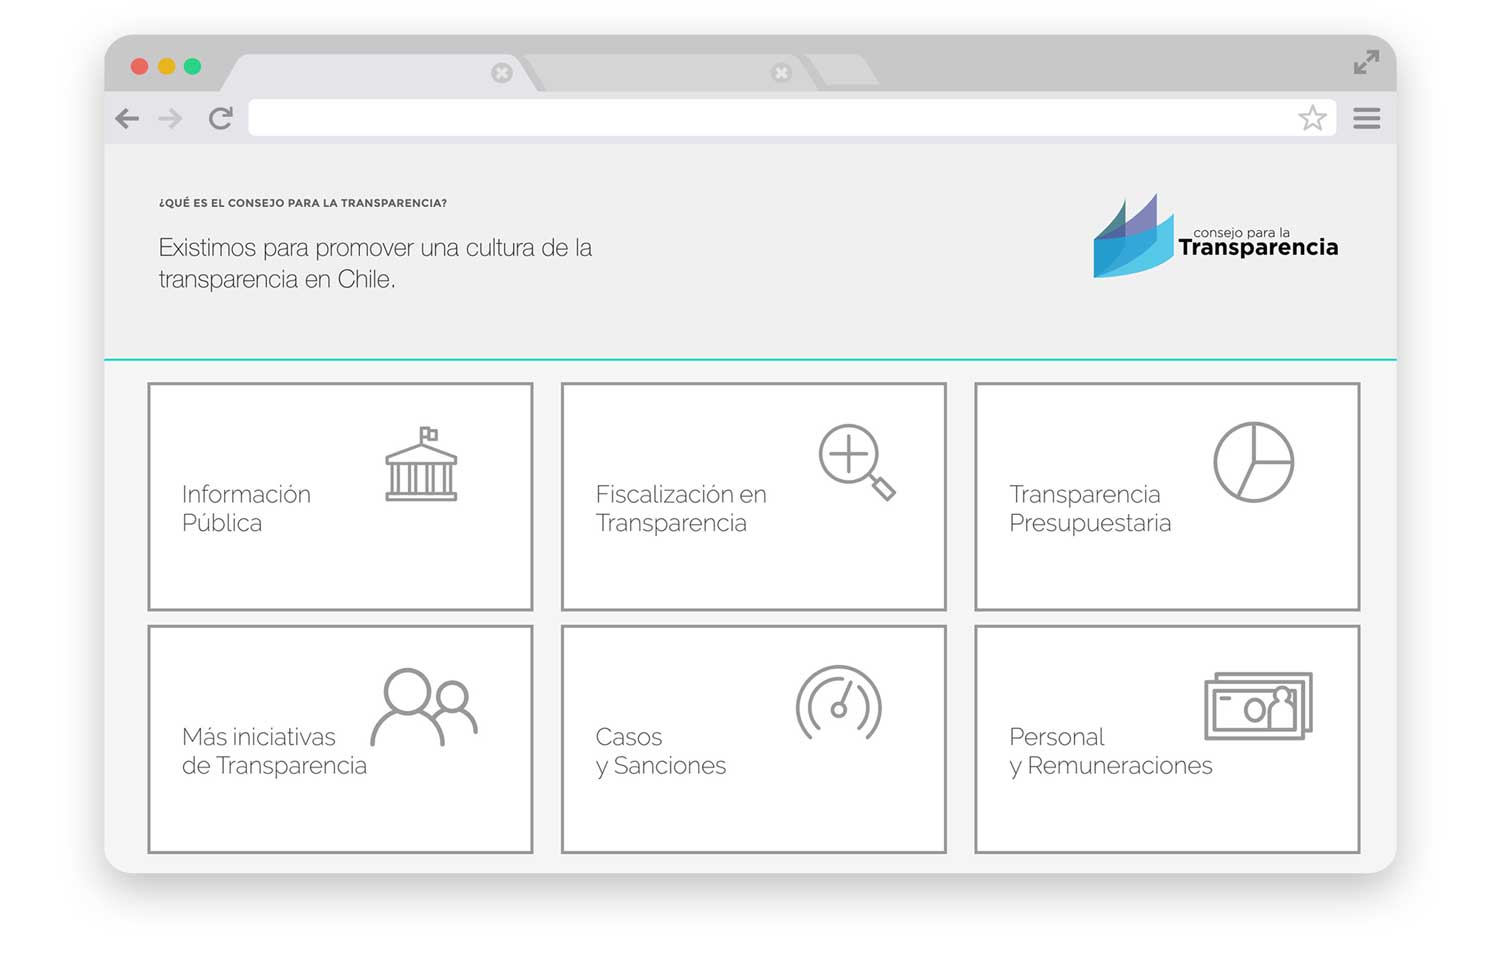 ¿QUÉ ES EL CONSEJO PARA LA TRANSPARENCIA?
Existimos para promover una cultura de la
transparencia en Chile.
consejo para la
Transparencia
Información
Pública
Fiscalización en
Transparencia
Transparencia
Presupuestaria
Más iniciativas
de Transparencia
Casos
y Sanciones
Personal
y Remuneraciones